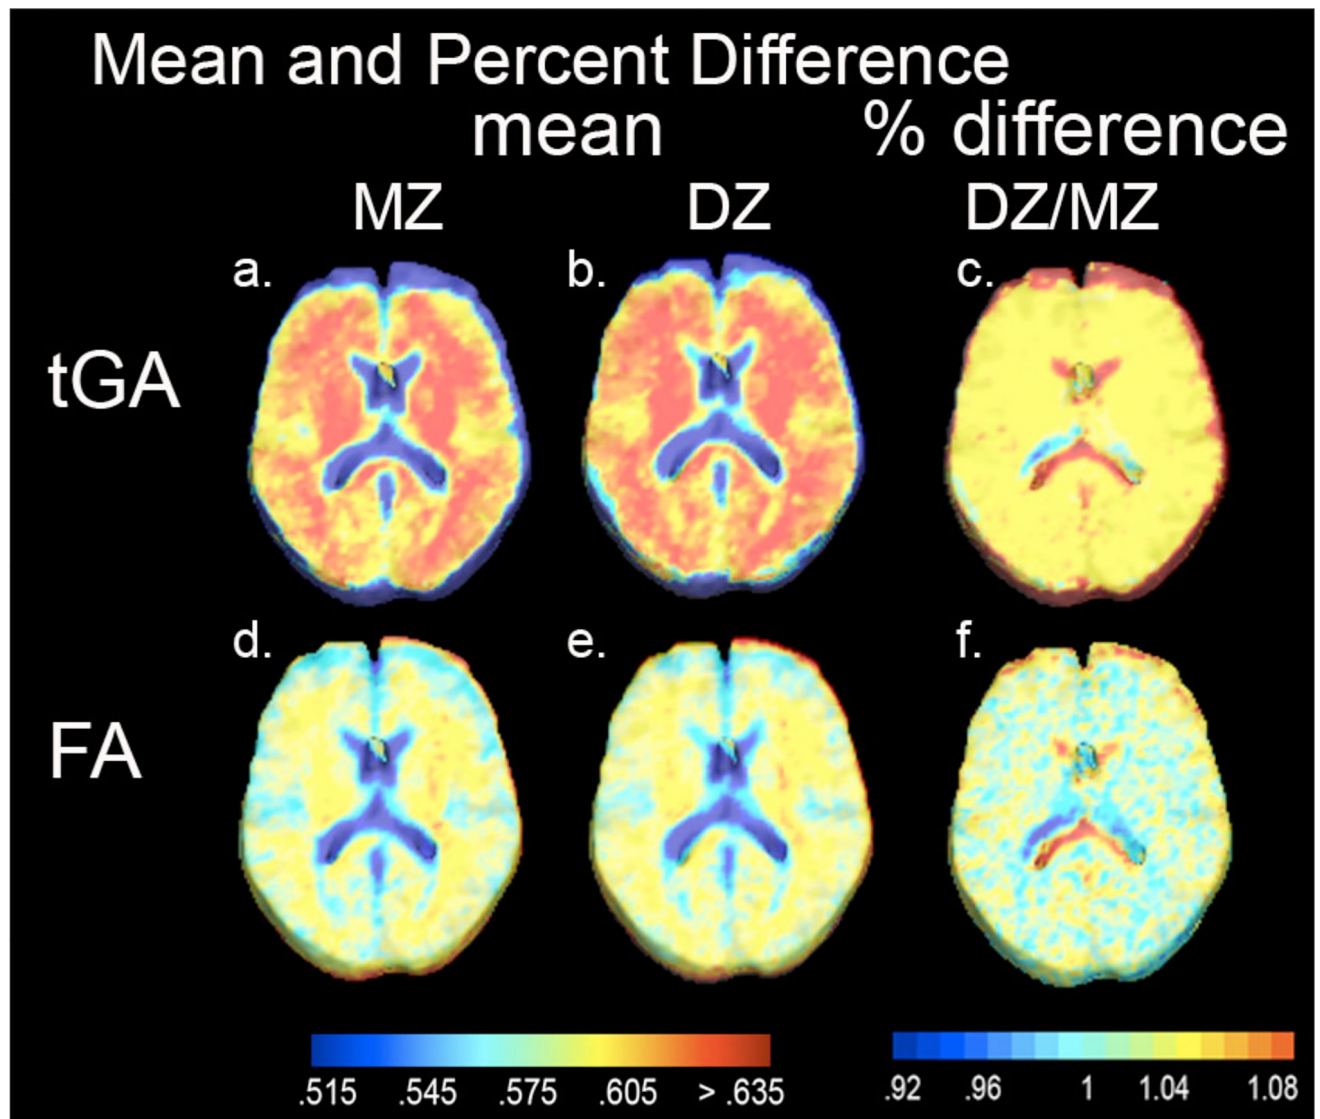 Mean and Percent Difference
mean % difference
MZ DZ DZ/MZ
a. b. c.
tGA
d. e. f.
FA
.515 .545 .575 .605 > .635
.92 .96 1 1.04 1.08